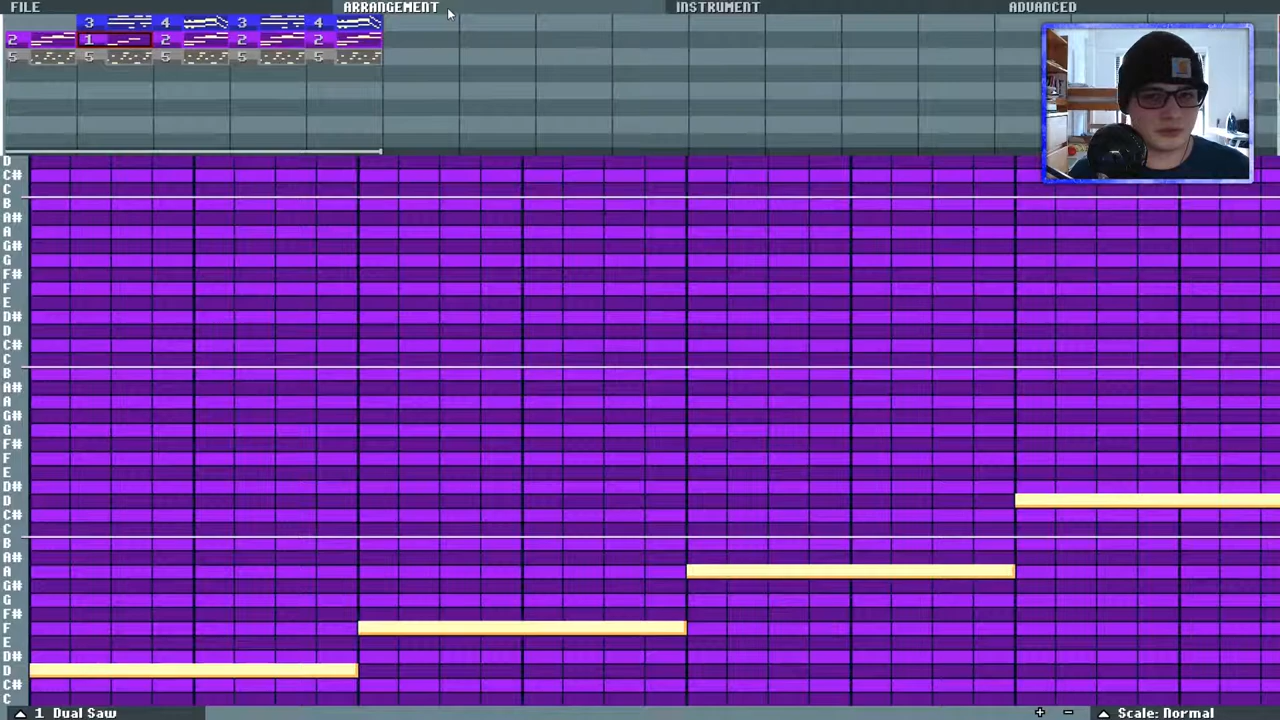 FILE ARRANGEMENT INSTRUMENT ADVANCED
3 4 3 4
2 1 2 2 2
5 5 5 5 5
D
C#
C
B
A#
A
G#
G
F#
F
E
D#
D
C#
C
B
A#
A
G#
G
F#
F
E
D#
D
C#
C
B
A#
A
G#
G
F#
F
E
D#
D
C#
C
1 Dual Saw + - Scale: Normal